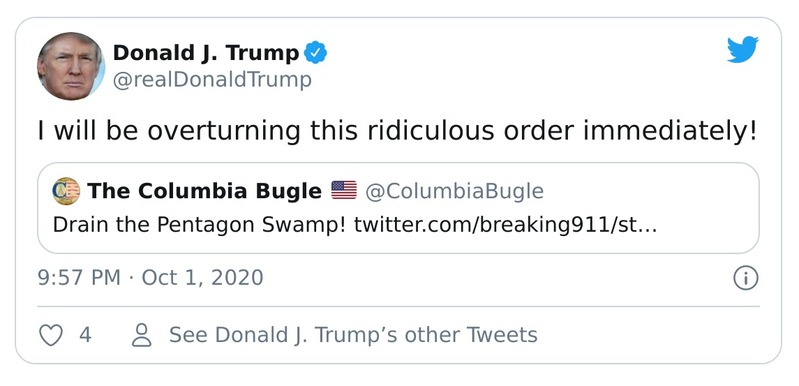 Donald J. Trump
@realDonaldTrump
I will be overturning this ridiculous order immediately!
The Columbia Bugle 🇺🇸 @ColumbiaBugle
Drain the Pentagon Swamp! twitter.com/breaking911/st…
9:57 PM · Oct 1, 2020
4 See Donald J. Trump’s other Tweets